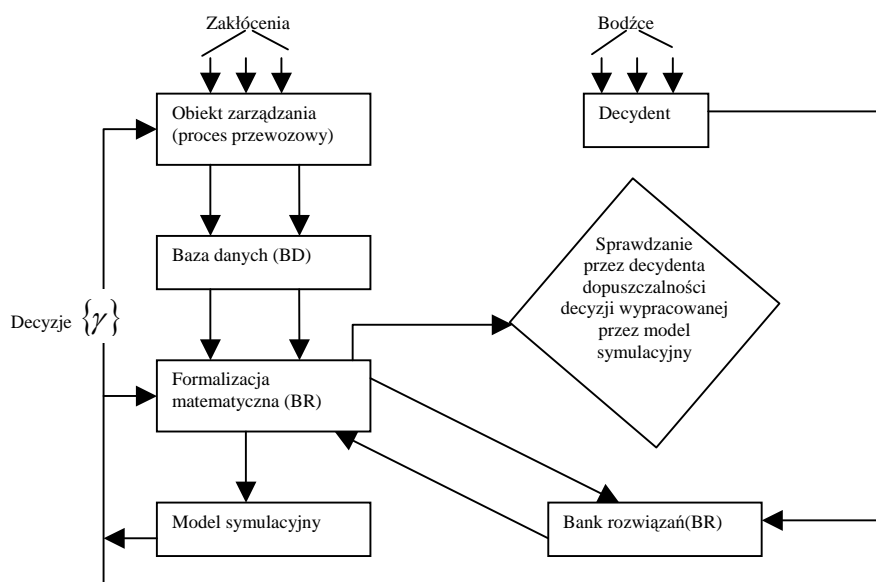 Zakłócenia
Bodźce
Obiekt zarządzania
(proces przewozowy)
Decydent
Baza danych (BD)
Sprawdzanie
przez decydenta
dopuszczalności
decyzji wypracowanej
przez model
symulacyjny
Decyzje {γ}
Formalizacja
matematyczna (BR)
Model symulacyjny
Bank rozwiązań(BR)